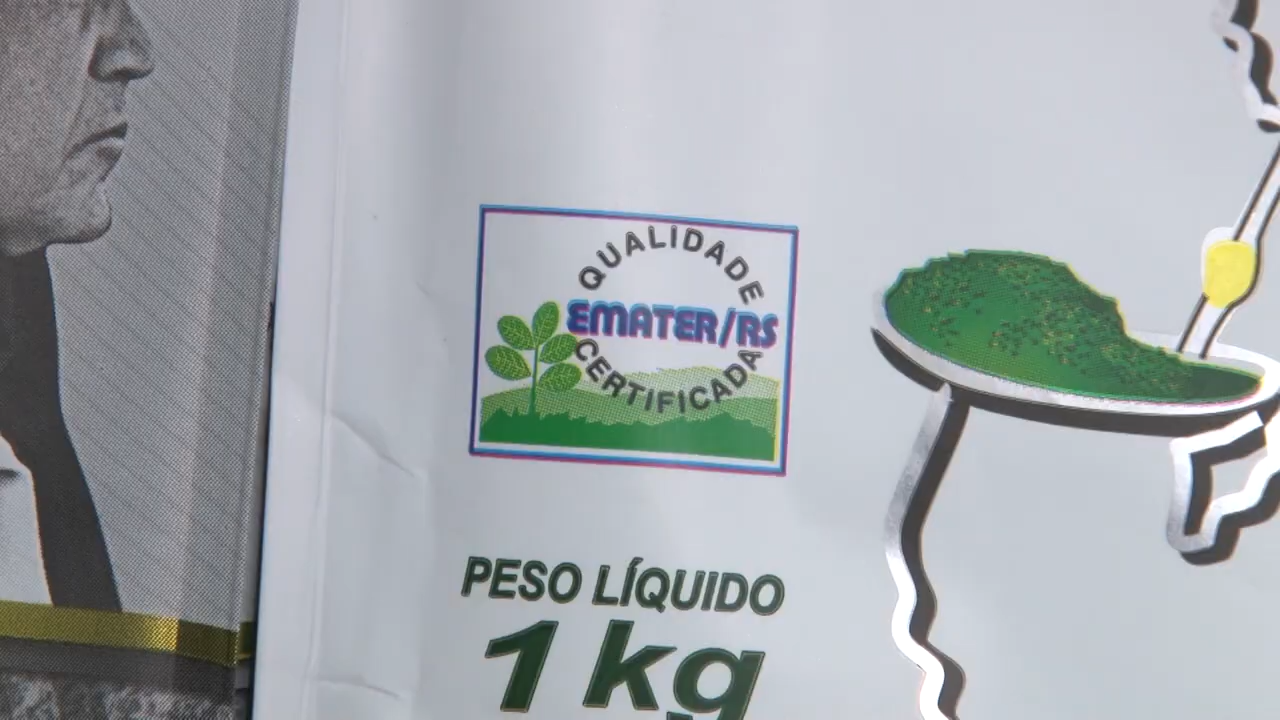 QUALIDADE
EMATER/RS
CERTIFICADA
PESO LÍQUIDO
1 kg